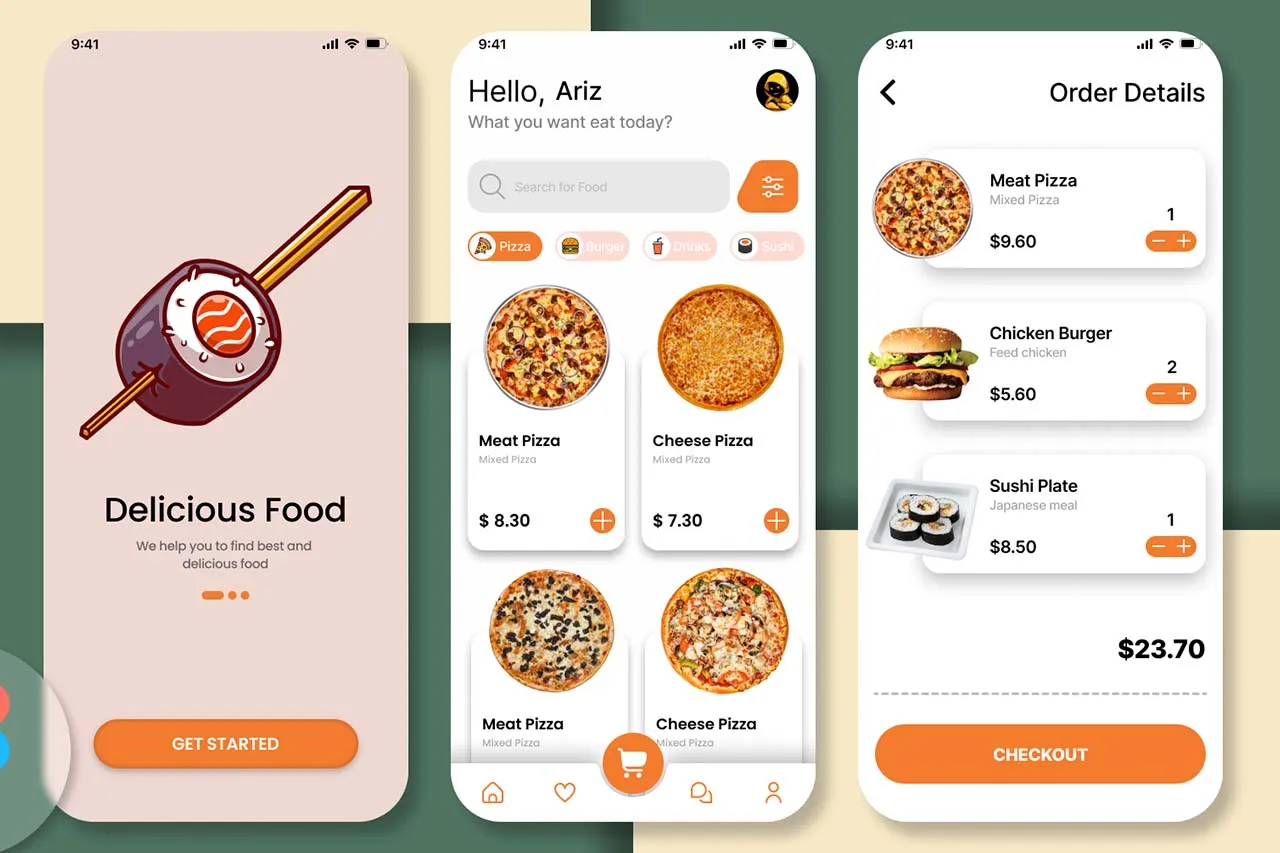 9:41
Delicious Food
We help you to find best and
delicious food
GET STARTED
9:41
Hello, Ariz
What you want eat today?
Search for Food
Pizza
Burger
Drinks
Sushi
Meat Pizza
Mixed Pizza
$ 8.30
Cheese Pizza
Mixed Pizza
$ 7.30
Meat Pizza
Mixed Pizza
Cheese Pizza
Mixed Pizza
9:41
Order Details
Meat Pizza
Mixed Pizza
1
$9.60
Chicken Burger
Feed chicken
2
$5.60
Sushi Plate
Japanese meal
1
$8.50
$23.70
CHECKOUT